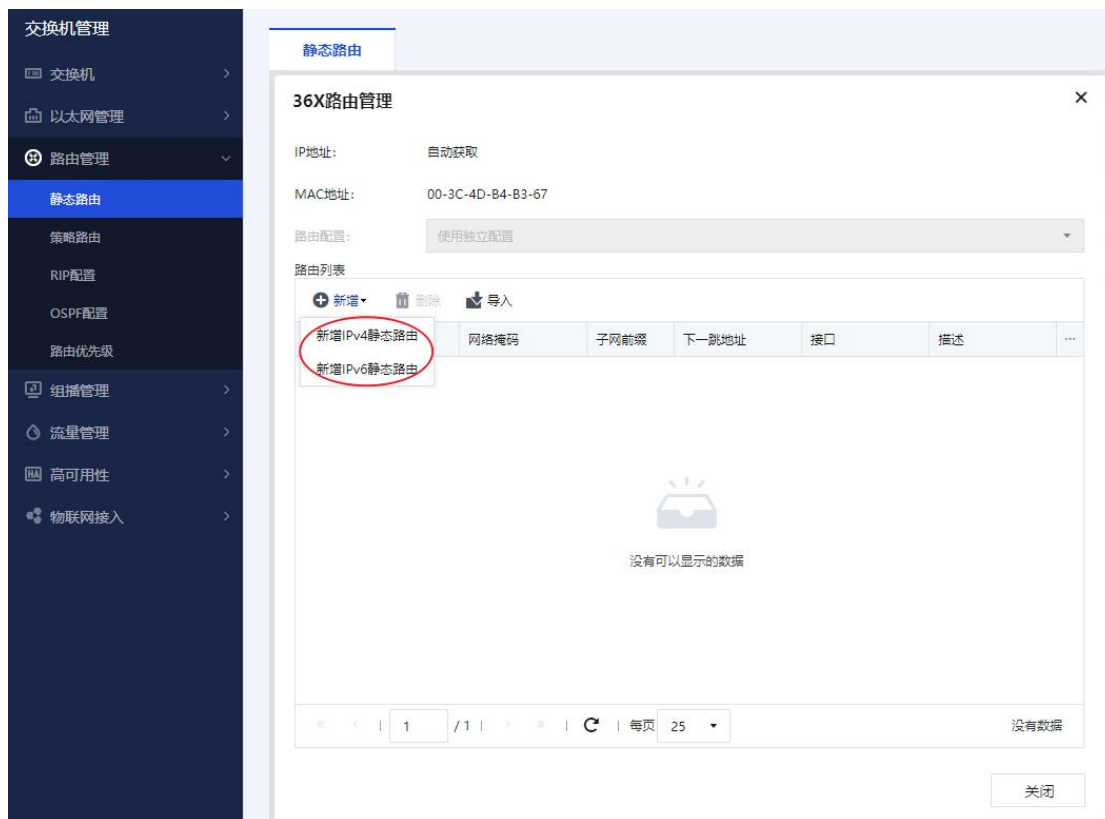 交换机管理
交换机
以太网管理
路由管理
静态路由
策略路由
RIP配置
OSPF配置
路由优先级
组播管理
流量管理
HA 高可用性
物联网接入
静态路由
36X路由管理
IP地址: 自动获取
MAC地址: 00-3C-4D-B4-B3-67
路由配置: 使用独立配置
路由列表
新增 删除 导入
新增IPv4静态路由
新增IPv6静态路由
网络掩码 子网前缀 下一跳地址 接口 描述 ...
没有可以显示的数据
1 / 1 每页 25 没有数据
关闭